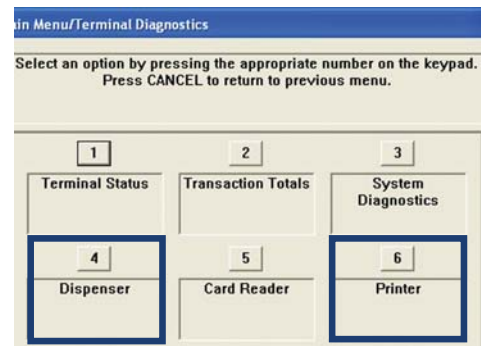 in Menu/Terminal Diagnostics
Select an option by pressing the appropriate number on the keypad.
Press CANCEL to return to previous menu.
1 2 3
Terminal Status Transaction Totals System
Diagnostics
4 5 6
Dispenser Card Reader Printer